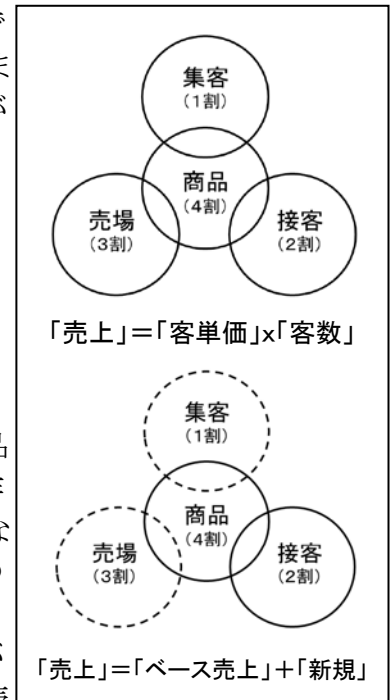 集客
(1割)
商品
(4割)
売場
(3割)
接客
(2割)
「売上」=「客単価」x「客数」
集客
(1割)
商品
(4割)
売場
(3割)
接客
(2割)
「売上」=「ベース売上」+「新規」